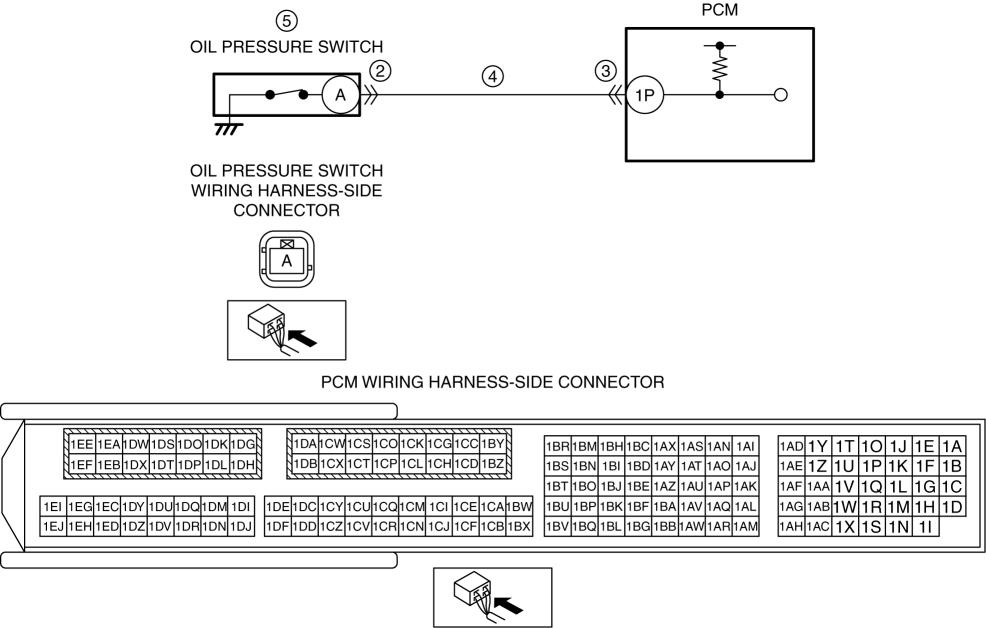 PCM
5
OIL PRESSURE SWITCH
A
2
4
3
1P
OIL PRESSURE SWITCH
WIRING HARNESS-SIDE
CONNECTOR
A
PCM WIRING HARNESS-SIDE CONNECTOR
1EE 1EA 1DW 1DS 1DO 1DK 1DG 1DA 1CW 1CS 1CO 1CK 1CG 1CC 1BY 1BR 1BM 1BH 1BC 1AX 1AS 1AN 1AI 1AD 1Y 1T 1O 1J 1E 1A
1EF 1EB 1DX 1DT 1DP 1DL 1DH 1DB 1CX 1CT 1CP 1CL 1CH 1CD 1BZ 1BS 1BN 1BI 1BD 1AY 1AT 1AO 1AJ 1AE 1Z 1U 1P 1K 1F 1B
1BT 1BO 1BJ 1BE 1AZ 1AU 1AP 1AK 1AF 1AA 1V 1Q 1L 1G 1C
1EI 1EG 1EC 1DY 1DU 1DQ 1DM 1DI 1DE 1DC 1CY 1CU 1CQ 1CM 1CI 1CE 1CA 1BW 1BU 1BP 1BK 1BF 1BA 1AV 1AQ 1AL 1AG 1AB 1W 1R 1M 1H 1D
1EJ 1EH 1ED 1DZ 1DV 1DR 1DN 1DJ 1DF 1DD 1CZ 1CV 1CR 1CN 1CJ 1CF 1CB 1BX 1BV 1BQ 1BL 1BG 1BB 1AW 1AR 1AM 1AH 1AC 1X 1S 1N 1I